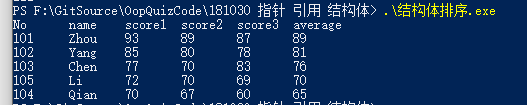 PS F:\GitSource\OopQuizCode\181030 指针 引用 结构体> .\结构体排序.exe
No name score1 score2 score3 average
101 Zhou 93 89 87 89
102 Yang 85 80 78 81
103 Chen 77 70 83 76
105 Li 72 70 69 70
104 Qian 70 67 60 65